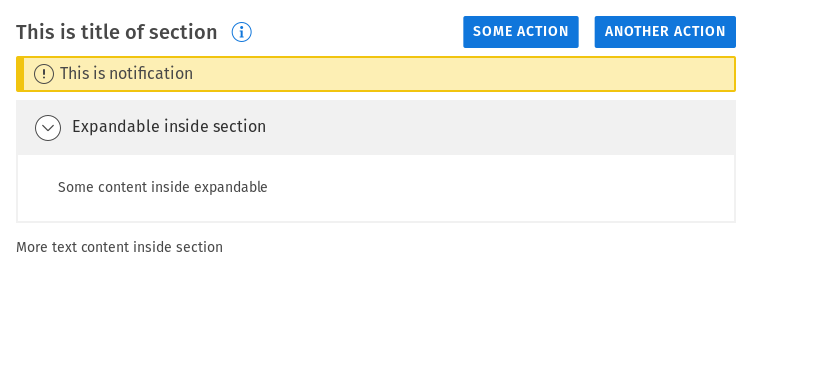 This is title of section
SOME ACTION
ANOTHER ACTION
This is notification
Expandable inside section
Some content inside expandable
More text content inside section